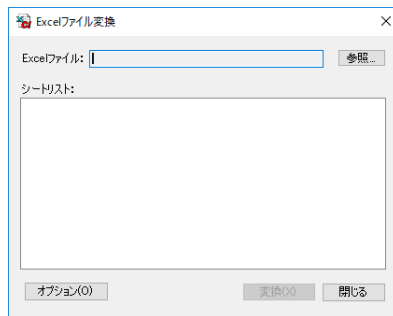 Excelファイル変換
Excelファイル:
参照...
シートリスト:
オプション(O)
変換(X)
閉じる